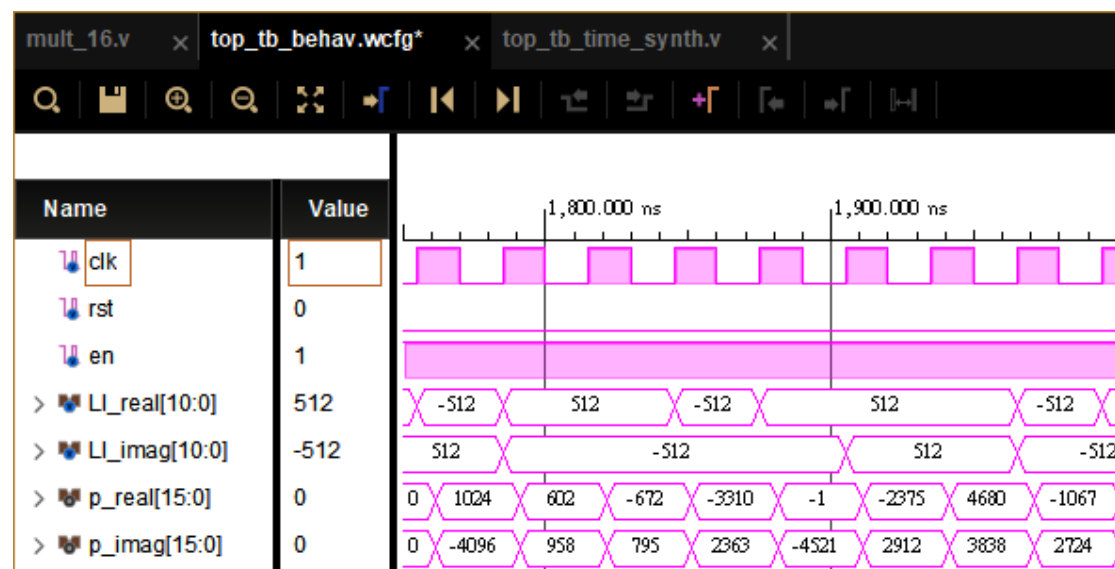 mult_16.v × top_tb_behav.wcfg* × top_tb_time_synth.v ×
Name Value 1,800.000 ns 1,900.000 ns
clk 1
rst 0
en 1
LI_real[10:0] 512 -512 512 -512 512 -512
LI_imag[10:0] -512 512 -512 512 -512
p_real[15:0] 0 0 1024 602 -672 -3310 -1 -2375 4680 -1067
p_imag[15:0] 0 0 -4096 958 795 2363 -4521 2912 3838 2724